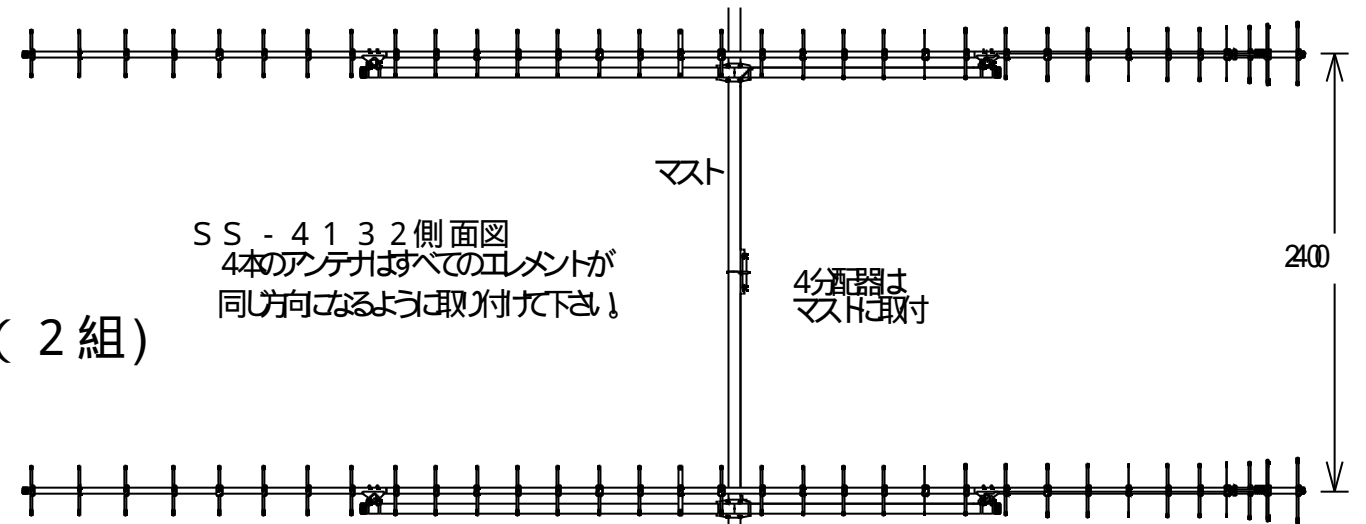 マスト
SS-4132側面図
4本のアンテナはすべてのエレメントが
同じ方向になるように取り付けて下さい。
(2組)
4分配器は
マストに取付
2400